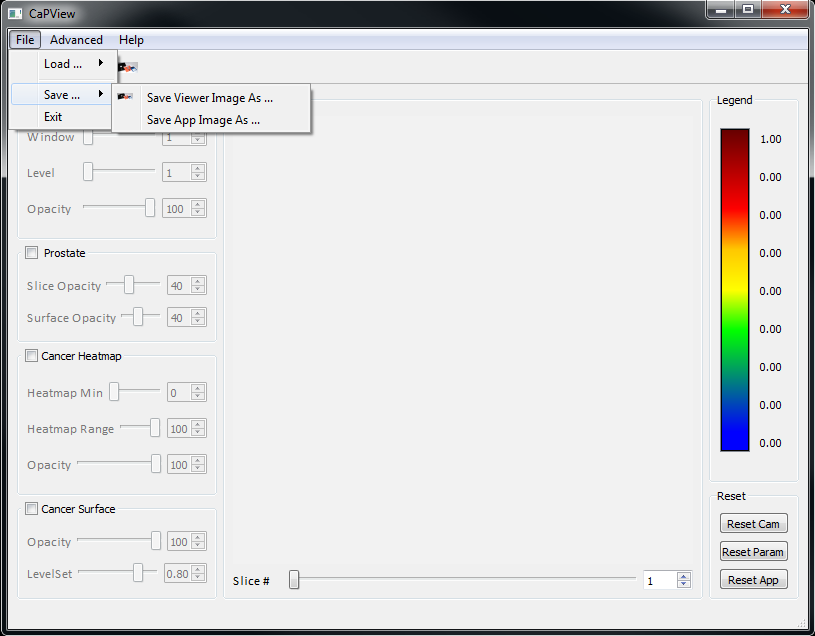 CaPView
File Advanced Help
Load ...
Save ...
Save Viewer Image As ...
Exit
Save App Image As ...
Window 1
Level 1
Opacity 100
Prostate
Slice Opacity 40
Surface Opacity 40
Cancer Heatmap
Heatmap Min 0
Heatmap Range 100
Opacity 100
Cancer Surface
Opacity 100
LevelSet 0.80
Slice # 1
Legend
1.00
0.00
0.00
0.00
0.00
0.00
0.00
0.00
0.00
Reset
Reset Cam
Reset Param
Reset App